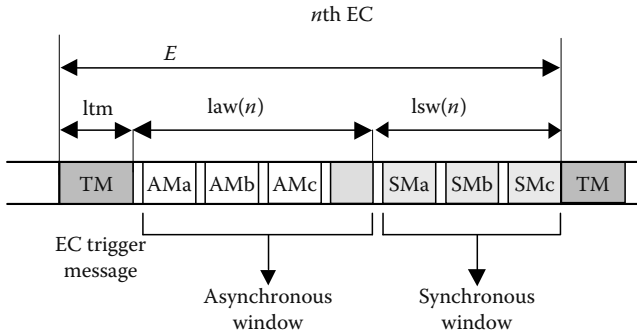 nth EC
E
ltm
law(n)
lsw(n)
TM AMa AMb AMc SMa SMb SMc TM
EC trigger
message
Asynchronous
window
Synchronous
window